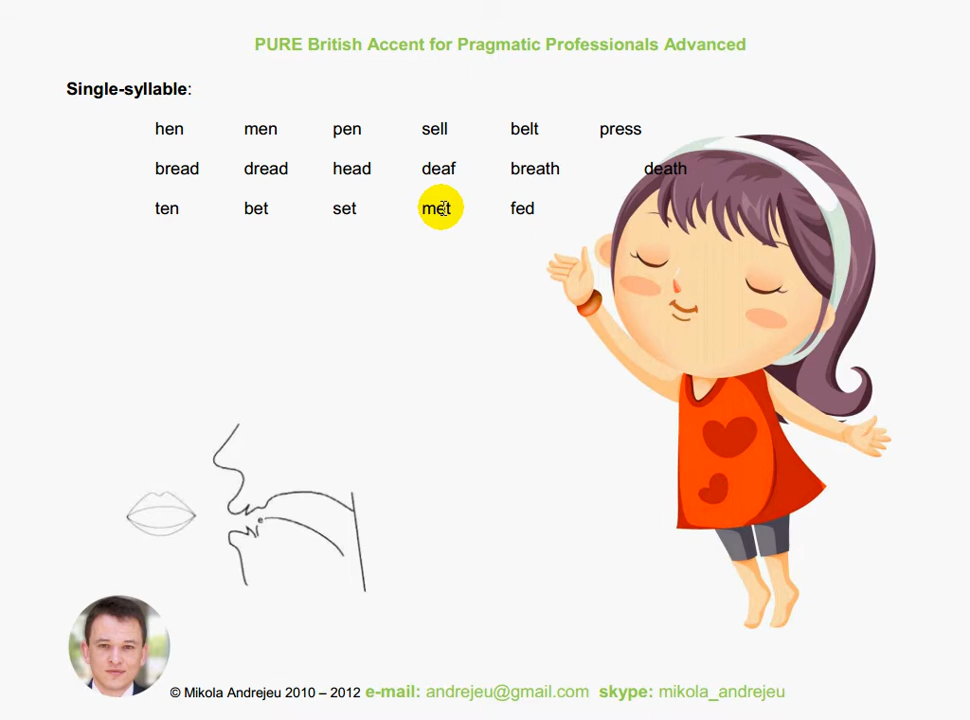 PURE British Accent for Pragmatic Professionals Advanced
Single-syllable:
hen men pen sell belt press
bread dread head deaf breath death
ten bet set met fed
© Mikola Andrejeu 2010 – 2012 e-mail: andrejeu@gmail.com skype: mikola_andrejeu